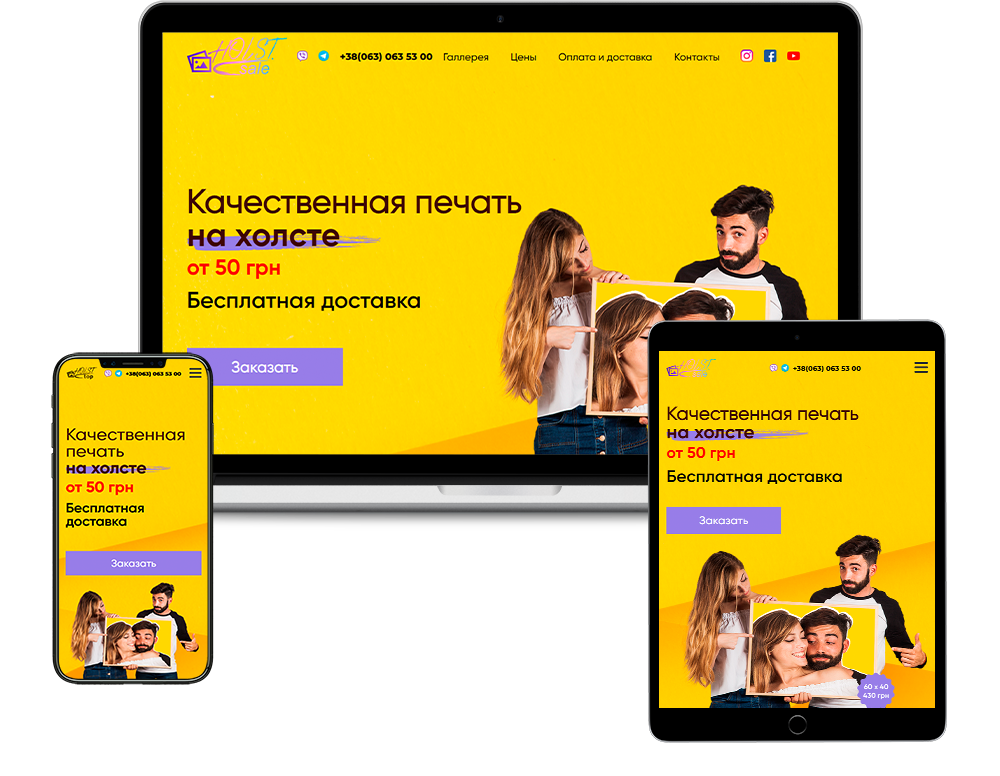 HOLST.
sale
+38(063) 063 53 00
Галлерея
Цены
Оплата и доставка
Контакты
Качественная печать
на холсте
от 50 грн
Бесплатная доставка
Заказать
HOLST.
top
+38(063) 063 53 00
Качественная
печать
на холсте
от 50 грн
Бесплатная
доставка
Заказать
HOLST.
+38(063) 063 53 00
Качественная печать
на холсте
от 50 грн
Бесплатная доставка
Заказать
60 x 40
430 грн